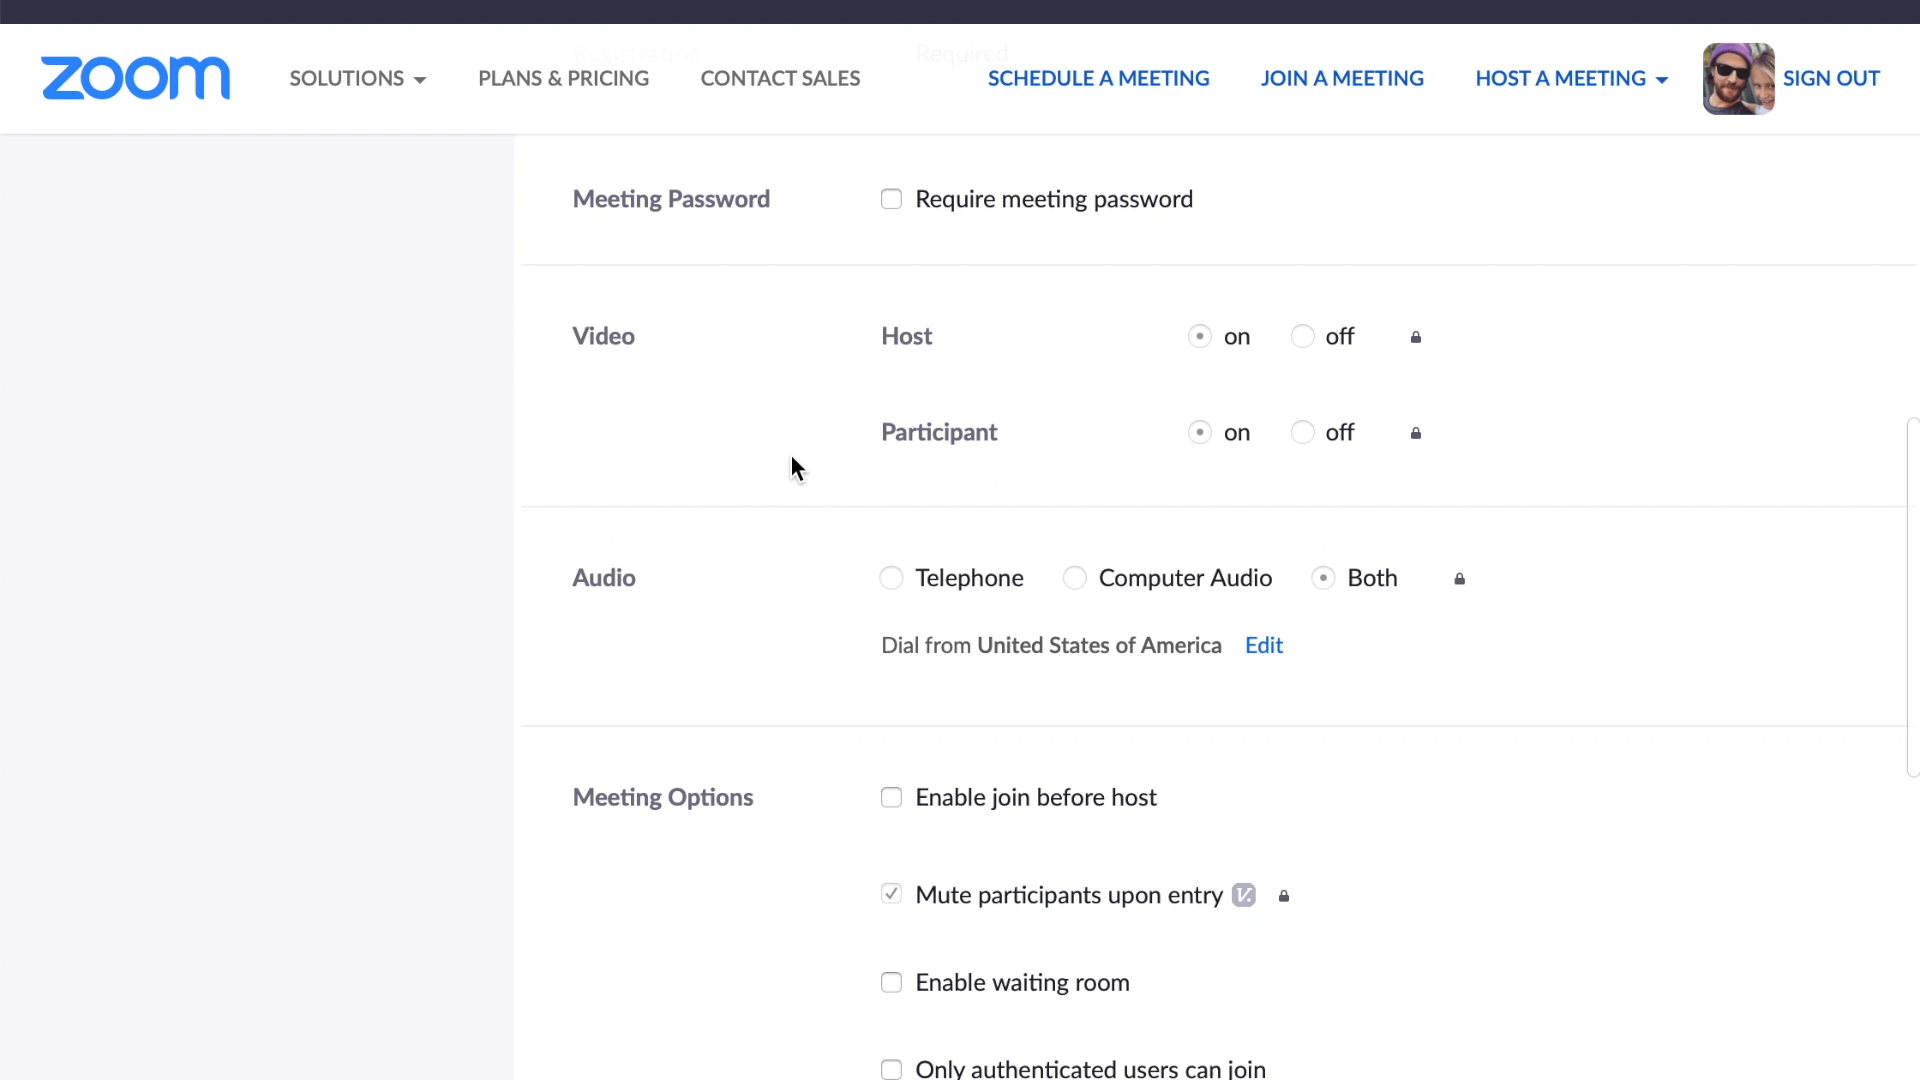 Registration Required
zoom SOLUTIONS PLANS & PRICING CONTACT SALES SCHEDULE A MEETING JOIN A MEETING HOST A MEETING SIGN OUT
Meeting Password Require meeting password
Video Host on off
Participant on off
Audio Telephone Computer Audio Both
Dial from United States of America Edit
Meeting Options Enable join before host
Mute participants upon entry V.
Enable waiting room
Only authenticated users can join